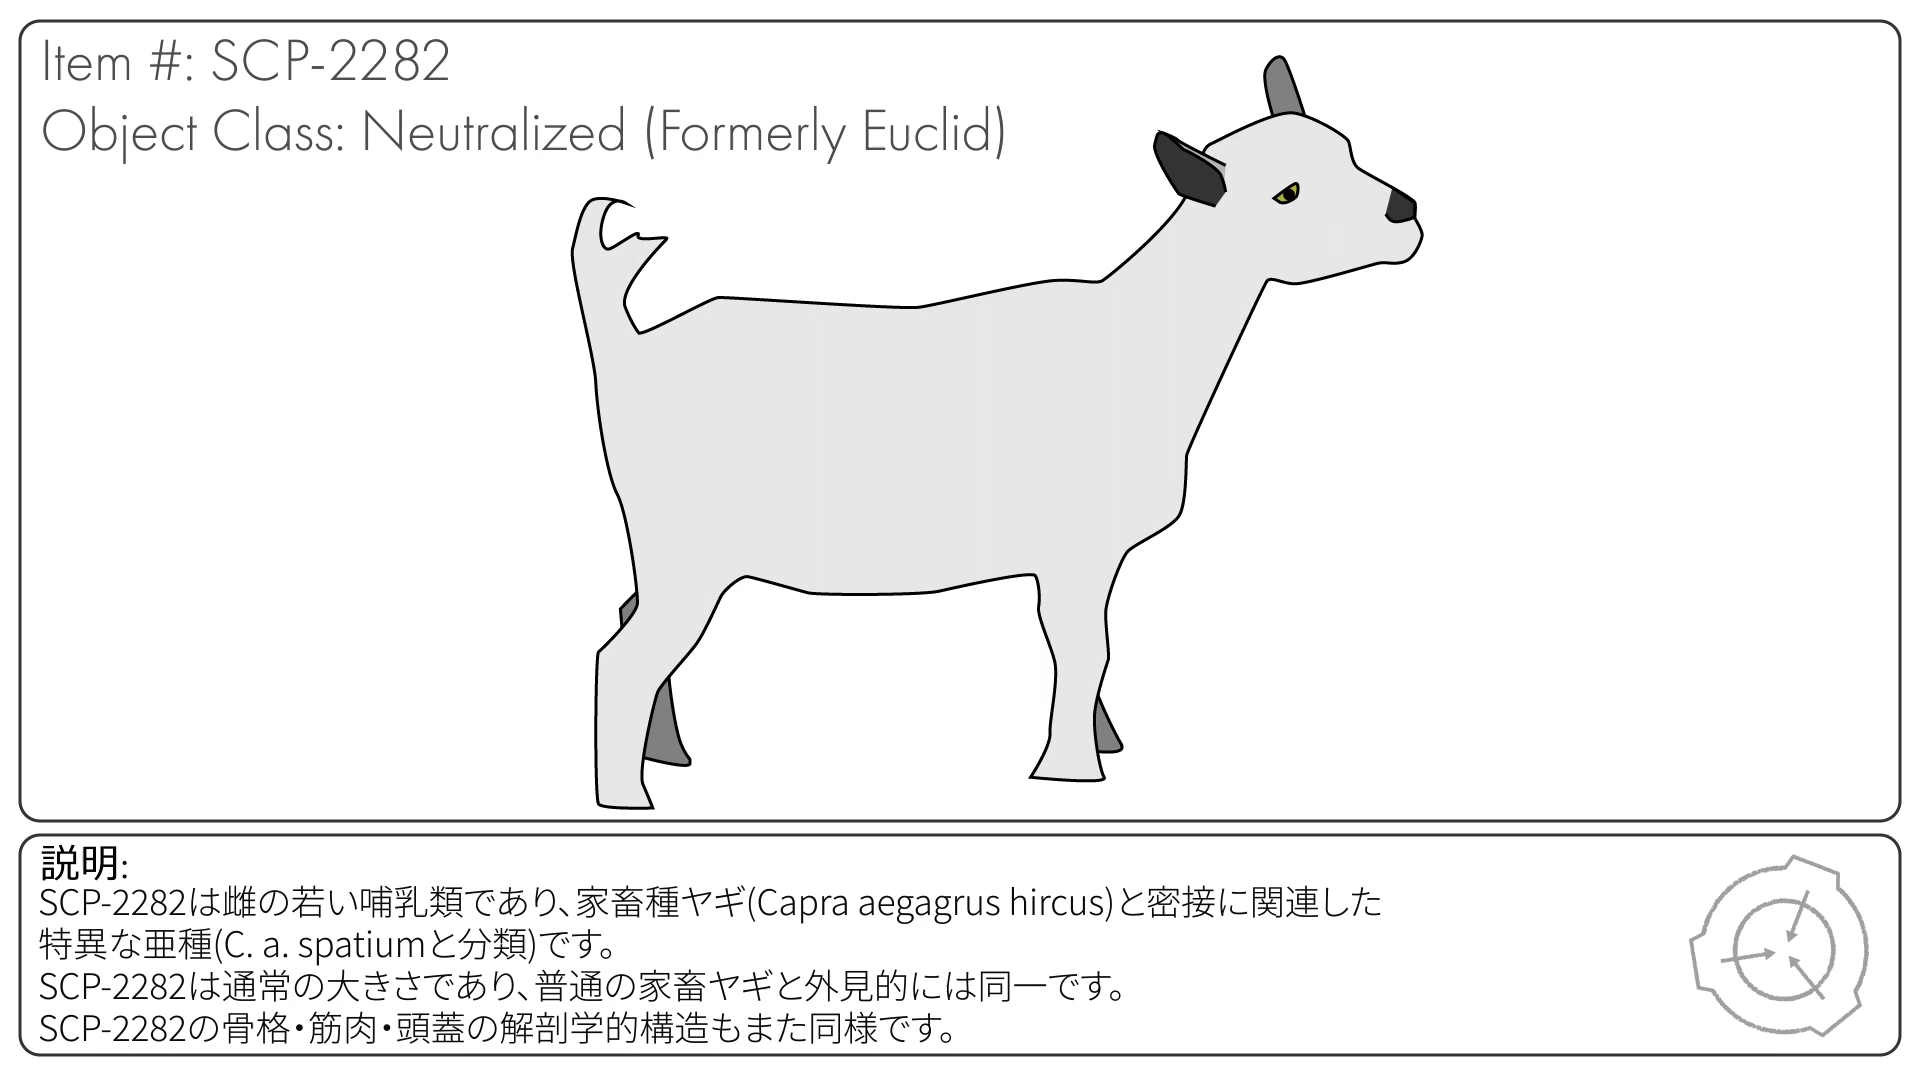 Item #: SCP-2282
Object Class: Neutralized (Formerly Euclid)
説明:
SCP-2282は雌の若い哺乳類であり、家畜種ヤギ(Capra aegagrus hircus)と密接に関連した
特異な亜種(C. a. spatiumと分類)です。
SCP-2282は通常の大きさであり、普通の家畜ヤギと外見的には同一です。
SCP-2282の骨格・筋肉・頭蓋の解剖学的構造もまた同様です。